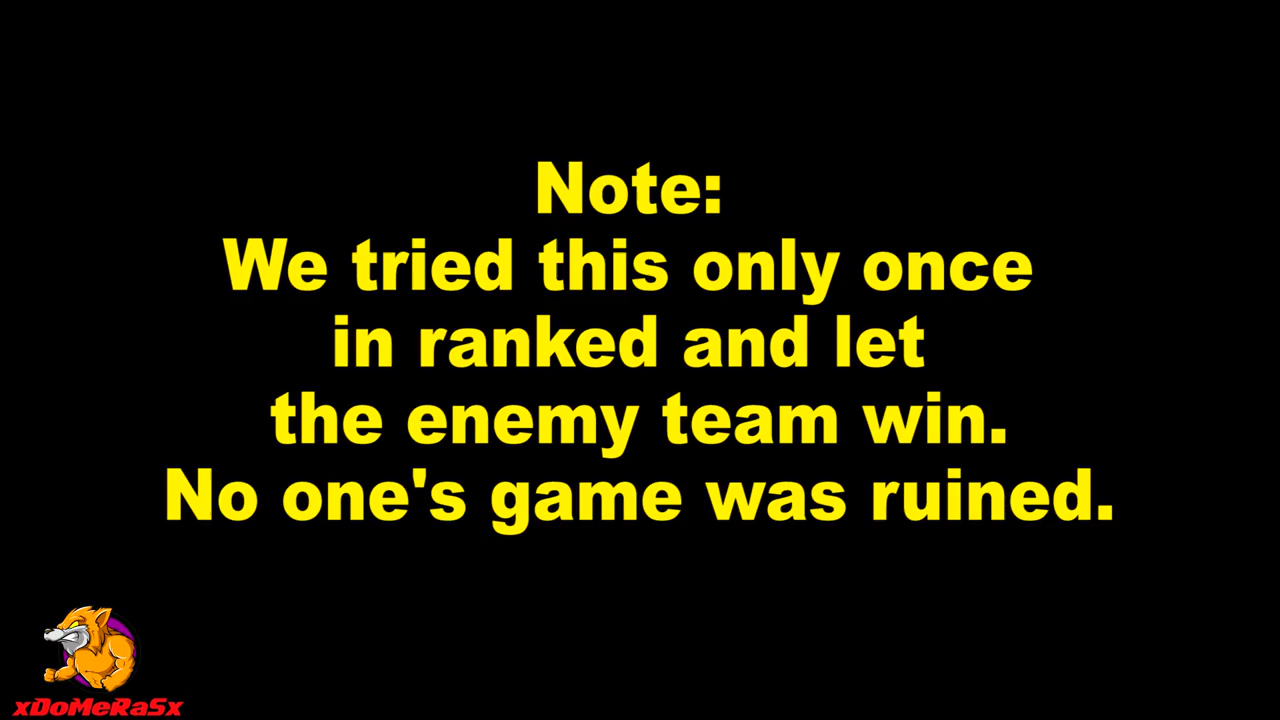 Note:
We tried this only once
in ranked and let
the enemy team win.
No one's game was ruined.
xDoMeRaSx